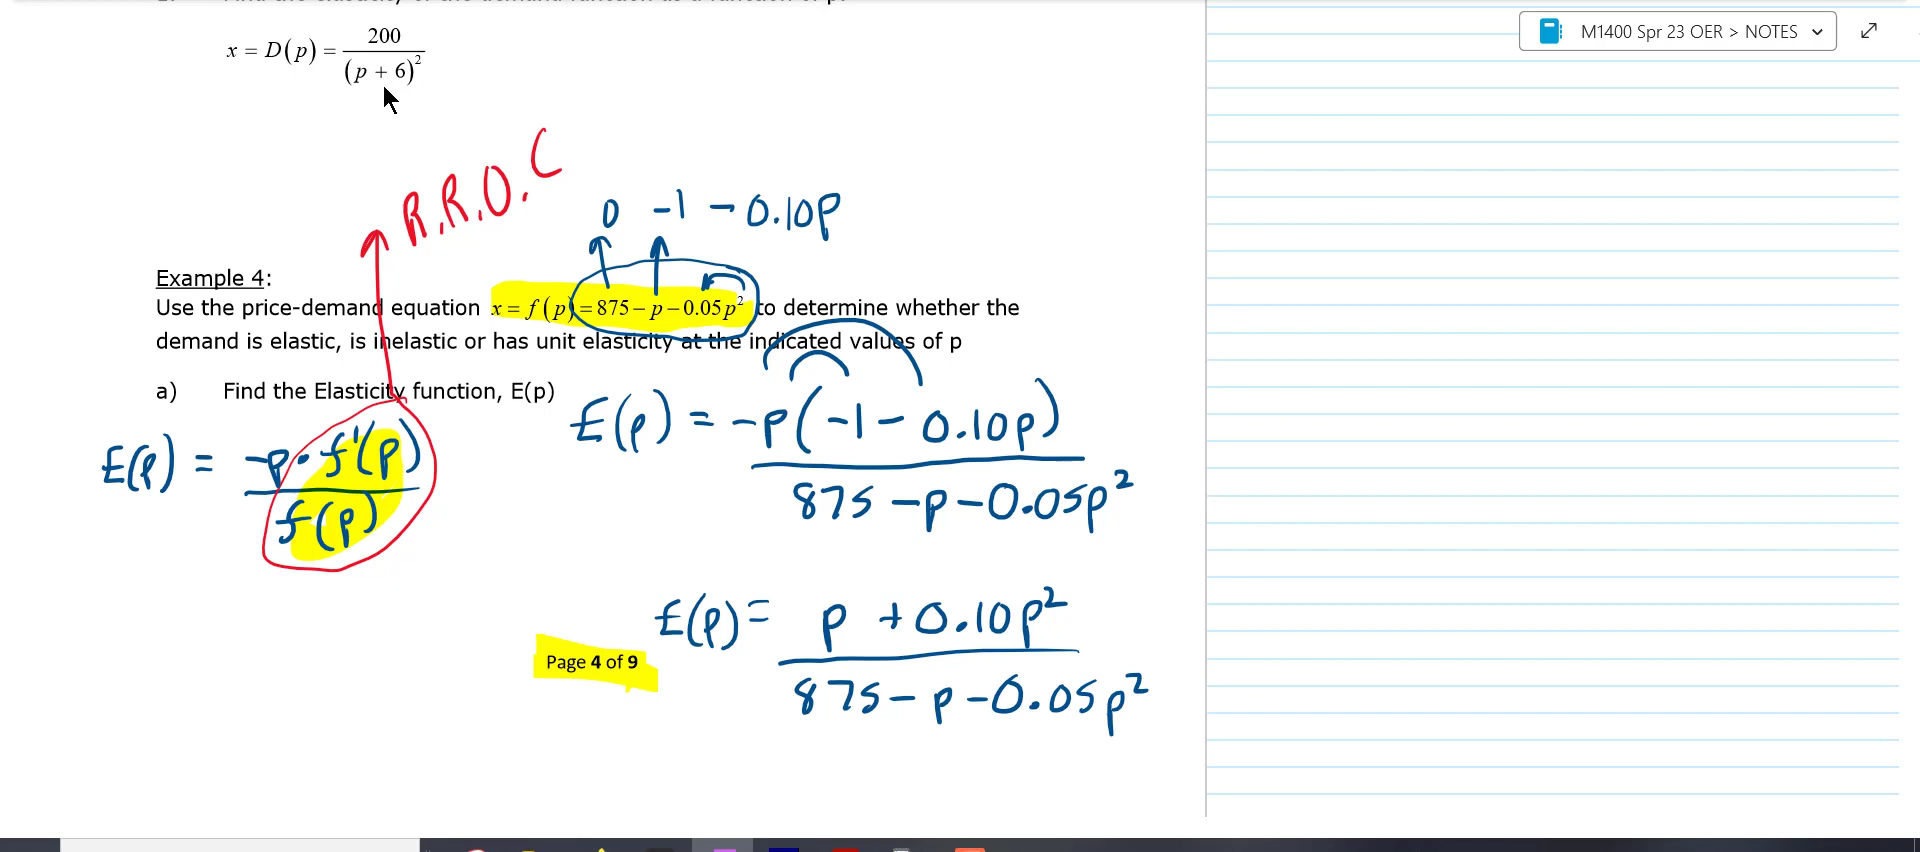 M1400 Spr 23 OER > NOTES
x = D(p) = 200 / (p + 6)²
R.R.O.C
0 -1 - 0.10p
Example 4:
Use the price-demand equation x = f(p) = 875 − p − 0.05p² to determine whether the
demand is elastic, is inelastic or has unit elasticity at the indicated values of p
a) Find the Elasticity function, E(p)
E(p) = -p · f'(p) / f(p)
E(p) = -p(-1 - 0.10p) / 875 - p - 0.05p²
E(p) = p + 0.10p² / 875 - p - 0.05p²
Page 4 of 9